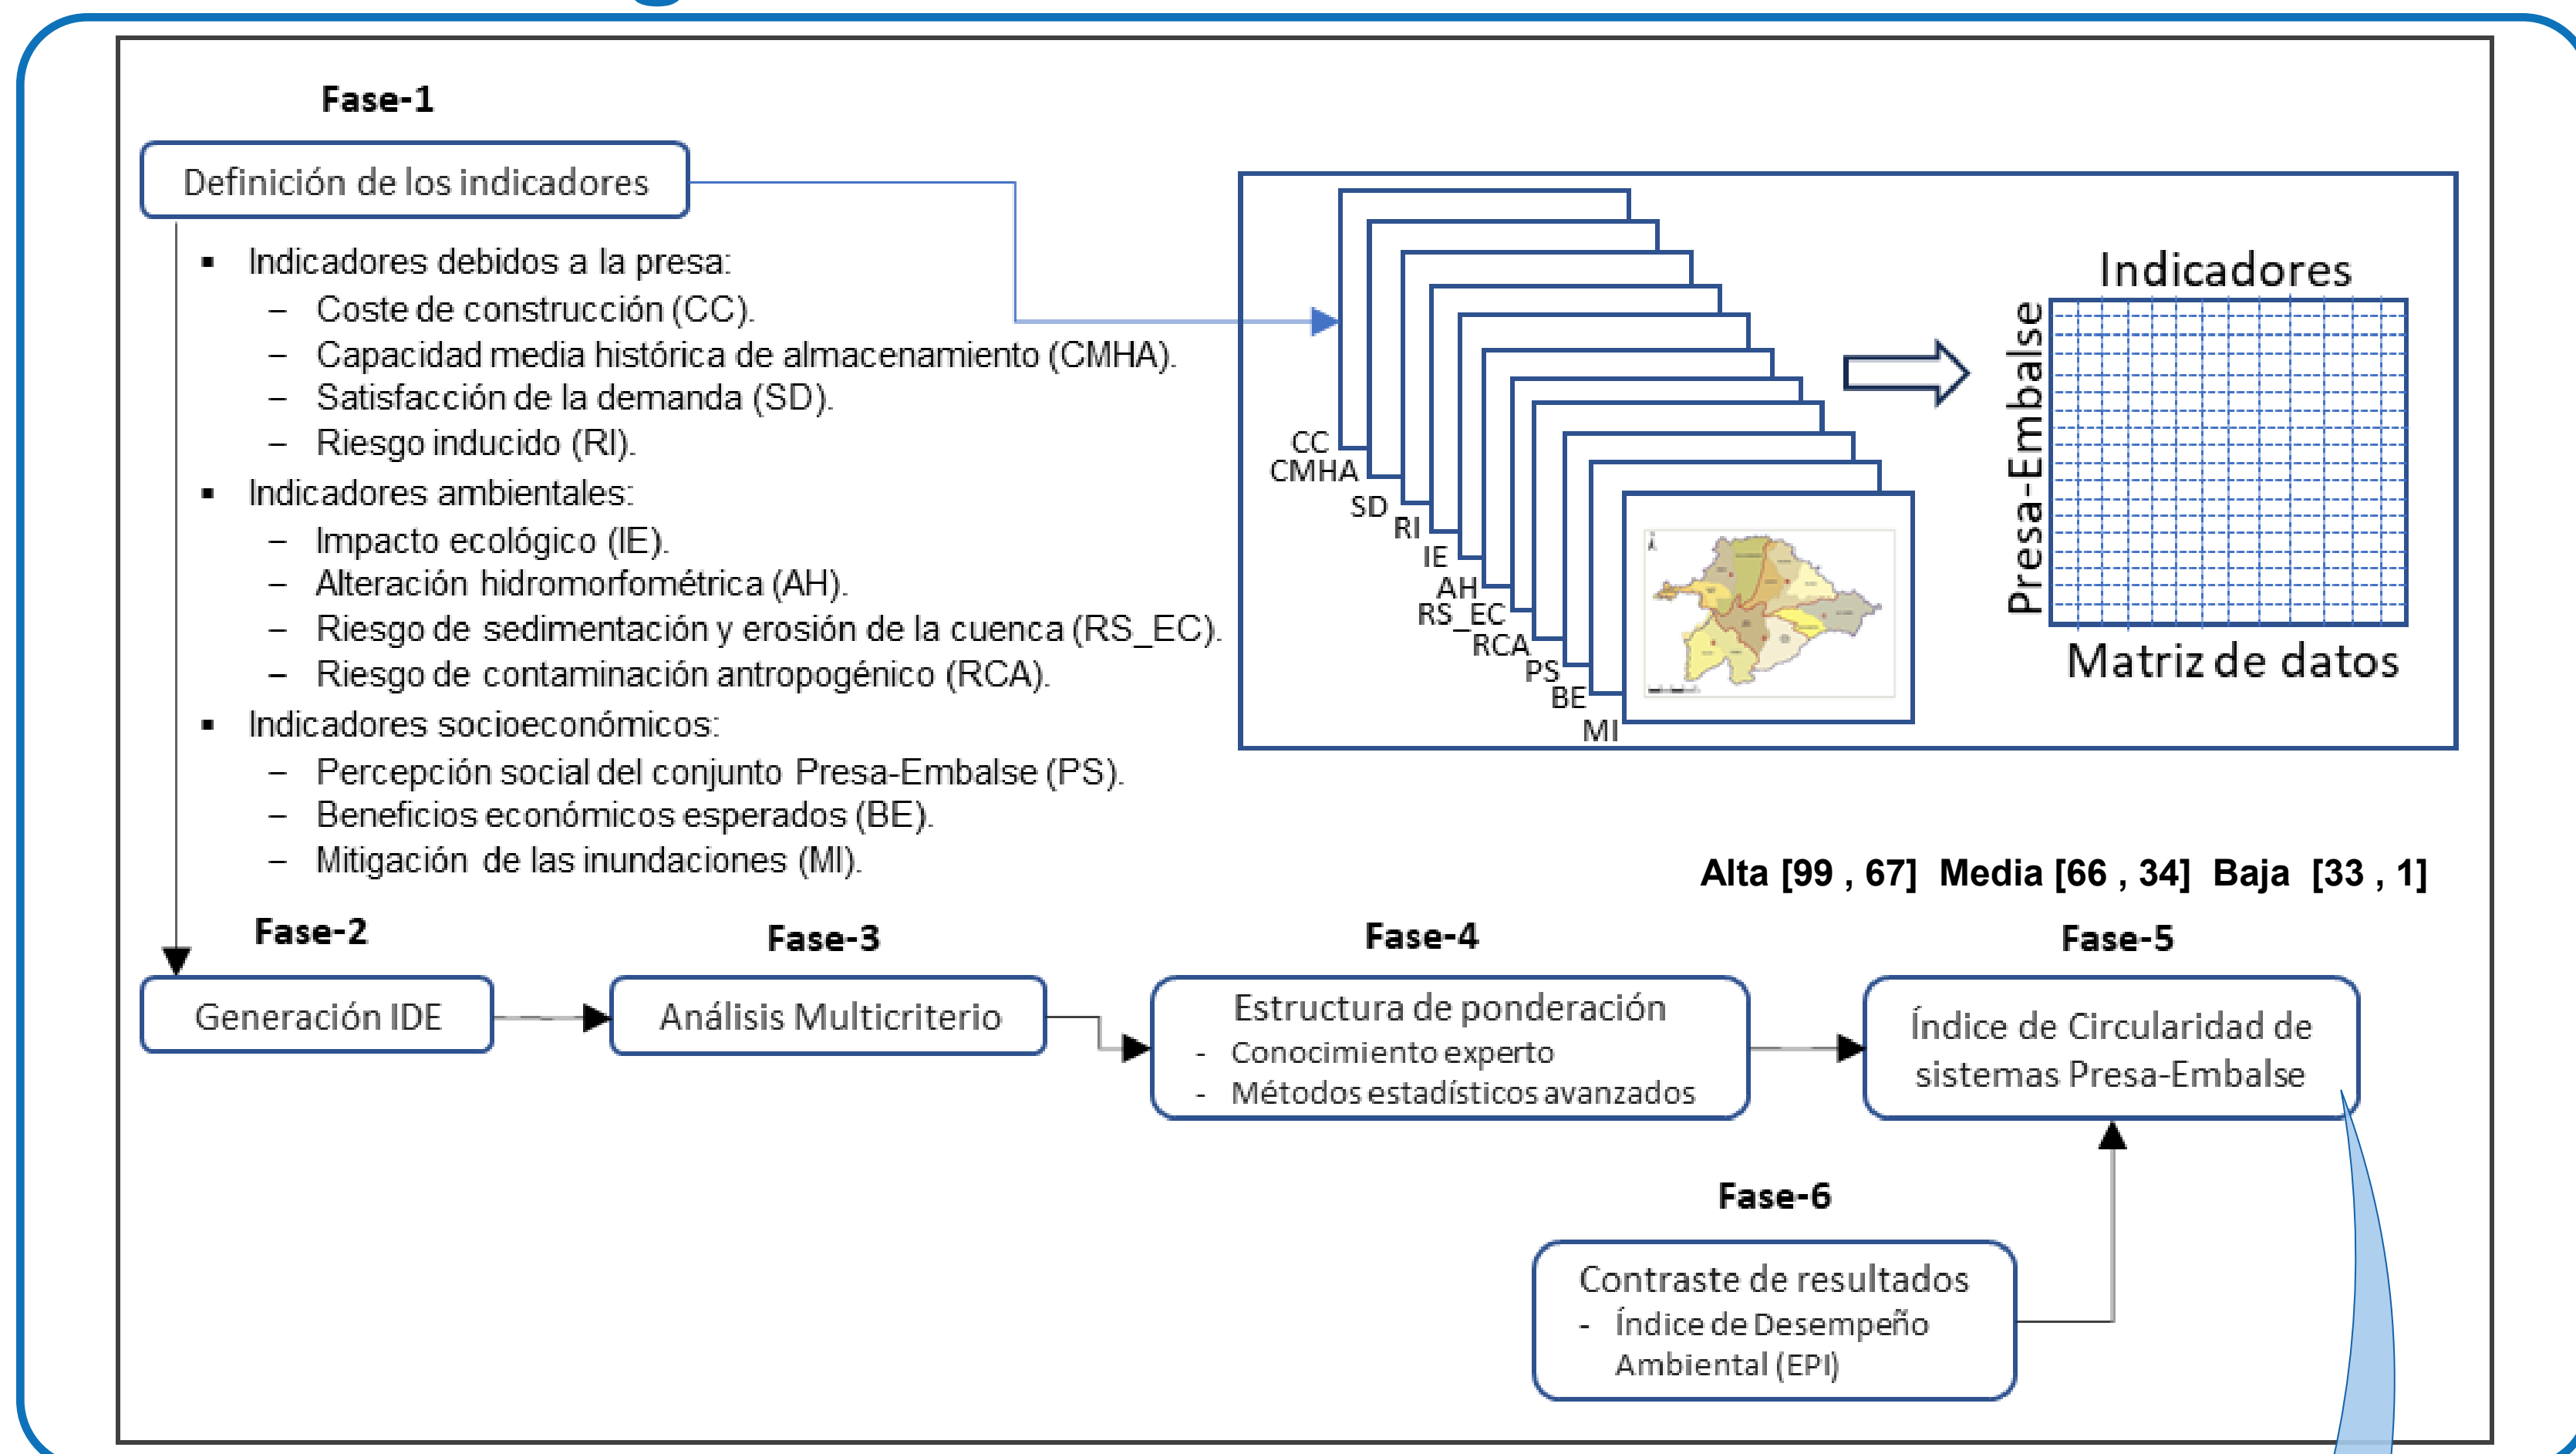 Fase-1
Definición de los indicadores
▪ Indicadores debidos a la presa:
– Coste de construcción (CC).
– Capacidad media histórica de almacenamiento (CMHA).
– Satisfacción de la demanda (SD).
– Riesgo inducido (RI).
▪ Indicadores ambientales:
– Impacto ecológico (IE).
– Alteración hidromorfométrica (AH).
– Riesgo de sedimentación y erosión de la cuenca (RS_EC).
– Riesgo de contaminación antropogénico (RCA).
▪ Indicadores socioeconómicos:
– Percepción social del conjunto Presa-Embalse (PS).
– Beneficios económicos esperados (BE).
– Mitigación de las inundaciones (MI).
CC
CMHA
SD
RI
IE
AH
RS_EC
RCA
PS
BE
MI
Indicadores
Presa-Embalse
Matriz de datos
Alta [99 , 67] Media [66 , 34] Baja [33 , 1]
Fase-2
Generación IDE
Fase-3
Análisis Multicriterio
Fase-4
Estructura de ponderación
- Conocimiento experto
- Métodos estadísticos avanzados
Fase-5
Índice de Circularidad de
sistemas Presa-Embalse
Fase-6
Contraste de resultados
- Índice de Desempeño
Ambiental (EPI)